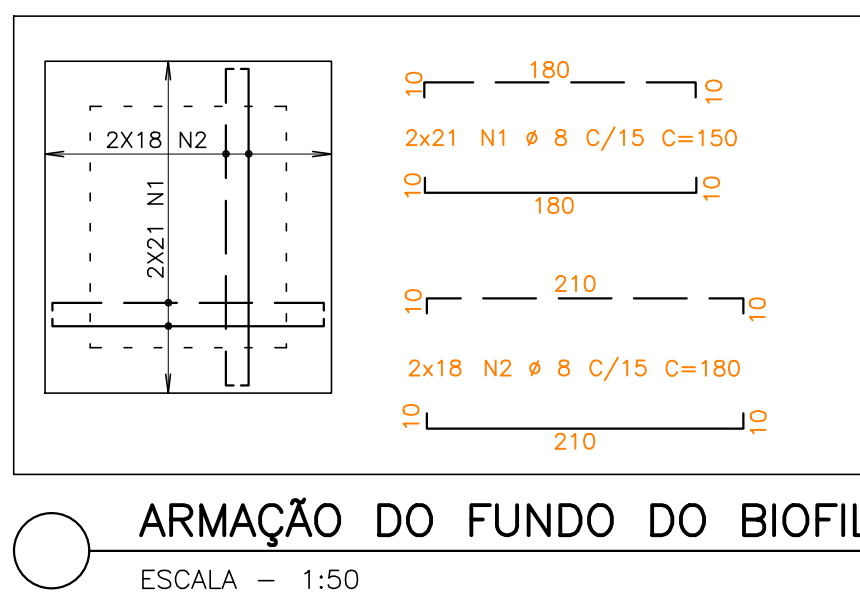 2X18 N2
2X21 N1
180
10
10
2x21 N1 ø 8 C/15 C=150
10
10
180
210
10
10
2x18 N2 ø 8 C/15 C=180
10
10
210
ARMAÇÃO DO FUNDO DO BIOFIL
ESCALA - 1:50